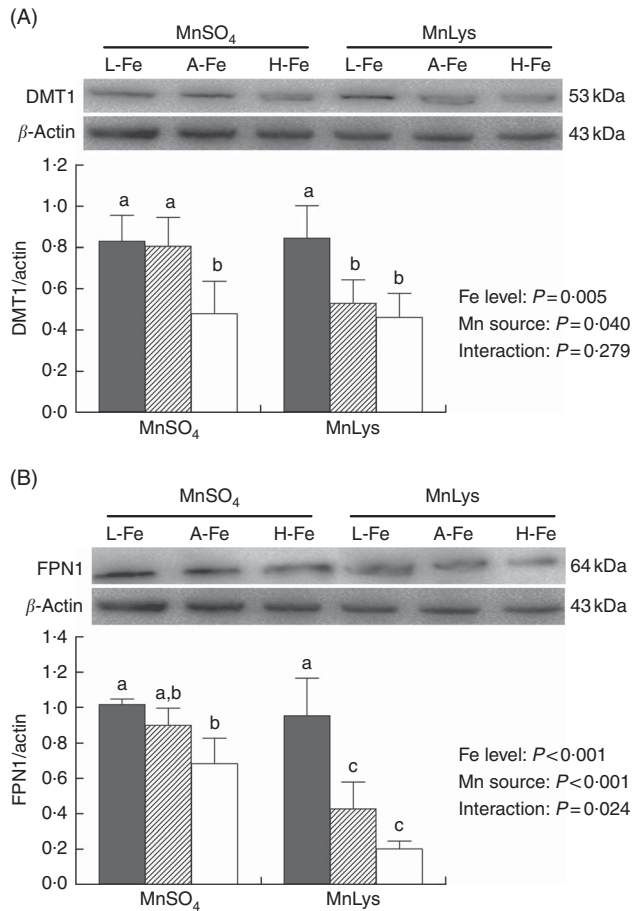 (A)
MnSO4 MnLys
L-Fe A-Fe H-Fe L-Fe A-Fe H-Fe
DMT1 53 kDa
β-Actin 43 kDa
1·2
1·0
0·8
0·6
0·4
0·2
0·0
DMT1/actin
a a b a b b
Fe level: P=0·005
Mn source: P=0·040
Interaction: P=0·279
MnSO4 MnLys
(B)
MnSO4 MnLys
L-Fe A-Fe H-Fe L-Fe A-Fe H-Fe
FPN1 64 kDa
β-Actin 43 kDa
1·4
1·2
1·0
0·8
0·6
0·4
0·2
0·0
FPN1/actin
a a,b b a c c
Fe level: P<0·001
Mn source: P<0·001
Interaction: P=0·024
MnSO4 MnLys